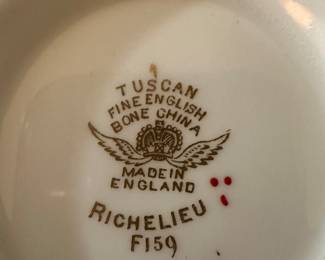 TUSCAN
FINE ENGLISH
BONE CHINA
MADE IN
ENGLAND
RICHELIEU
F159